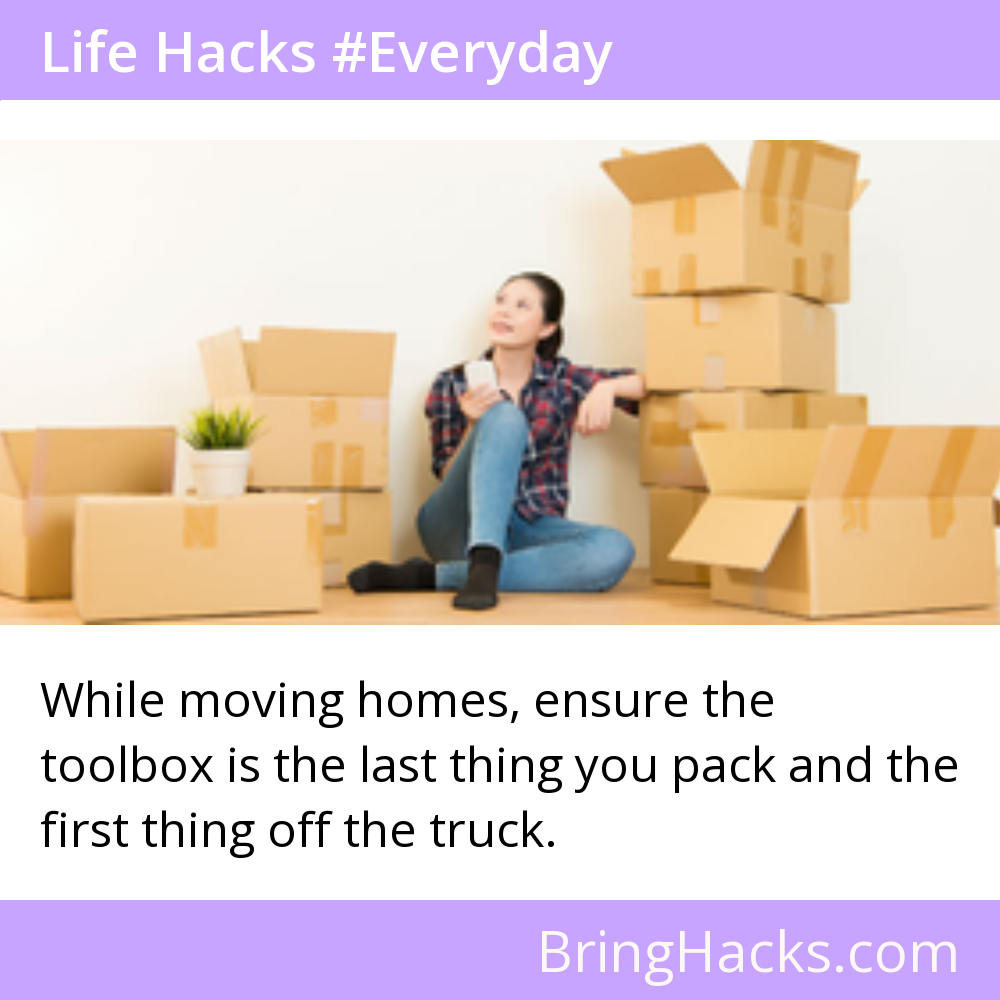 Life Hacks #Everyday
While moving homes, ensure the
toolbox is the last thing you pack and the
first thing off the truck.
BringHacks.com